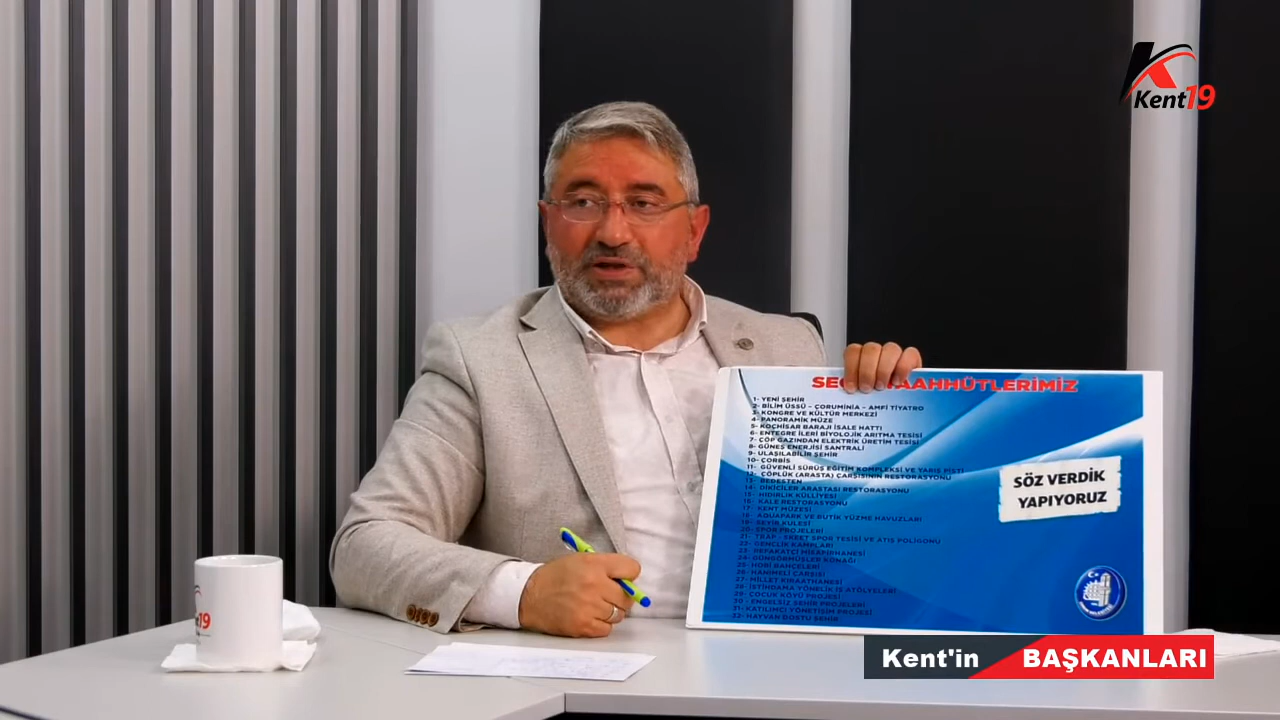 Kent19
SEÇ
TAAHHÜTLERİMİZ
1- YENİ ŞEHİR
2- BİLİM ÜSSÜ - ÇORUMİNİA - AMFİ TİYATRO
3- KONGRE VE KÜLTÜR MERKEZİ
4- PANORAMİK MÜZE
5- KOÇHİSAR BARAJI İSALE HATTI
6- ENTEGRE İLERİ BİYOLOJİK ARITMA TESİSİ
7- ÇÖP GAZINDAN ELEKTRİK ÜRETİM TESİSİ
8- GÜNEŞ ENERJİSİ SANTRALİ
9- ULAŞILABİLİR ŞEHİR
10- ÇORBİS
11- GÜVENLİ SÜRÜŞ EĞİTİM KOMPLEKSİ VE YARIŞ PİSTİ
12- ÇÖPLÜK (ARASTA) ÇARŞISININ RESTORASYONU
13- BEDESTEN
14- DİKİCİLER ARASTASI RESTORASYONU
15- HIDIRLIK KÜLLİYESİ
16- KALE RESTORASYONU
17- KENT MÜZESİ
18- AQUAPARK VE BUTİK YÜZME HAVUZLARI
19- SEYİR KULESİ
20- SPOR PROJELERİ
21- TRAP - SKEET SPOR TESİSİ VE ATIŞ POLİGONU
22- GENÇLİK KAMPLARI
23- REFAKATÇİ MİSAFİRHANESİ
24- GÜNGÖRMÜŞLER KONAĞI
25- HOBİ BAHÇELERİ
26- HANIMELİ ÇARŞISI
27- MİLLET KIRAATHANESİ
28- İSTİHDAMA YÖNELİK İŞ ATÖLYELERİ
29- ÇOCUK KÖYÜ PROJESİ
30- ENGELSİZ ŞEHİR PROJELERİ
31- KATILIMCI YÖNETİŞİM PROJESİ
32- HAYVAN DOSTU ŞEHİR
SÖZ VERDİK
YAPIYORUZ
19
Kent'in BAŞKANLARI